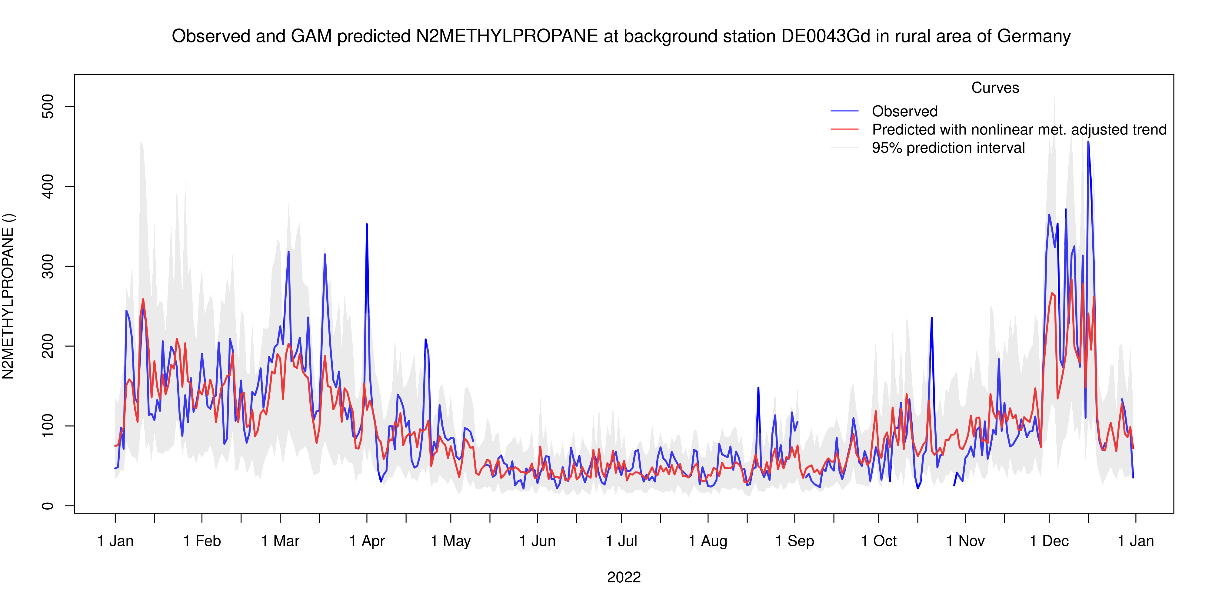 Observed and GAM predicted N2METHYLPROPANE at background station DE0043Gd in rural area of Germany
N2METHYLPROPANE ()
500
400
300
200
100
0
Curves
Observed
Predicted with nonlinear met. adjusted trend
95% prediction interval
1 Jan 1 Feb 1 Mar 1 Apr 1 May 1 Jun 1 Jul 1 Aug 1 Sep 1 Oct 1 Nov 1 Dec 1 Jan
2022